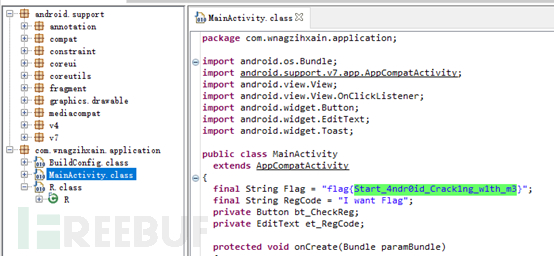 android.support
annotation
compat
constraint
coreui
coreutils
fragment
graphics.drawable
mediacompat
v4
v7
com.wnagzihxain.application
BuildConfig.class
MainActivity.class
R.class
R
MainActivity.class
package com.wnagzihxain.application;
import android.os.Bundle;
import android.support.v7.app.AppCompatActivity;
import android.view.View;
import android.view.View.OnClickListener;
import android.widget.Button;
import android.widget.EditText;
import android.widget.Toast;
public class MainActivity
extends AppCompatActivity
{
final String Flag = "flag{Start_4ndr0id_Crack1ng_w1th_m3}";
final String RegCode = "I want Flag";
private Button bt_CheckReg;
private EditText et_RegCode;
protected void onCreate(Bundle paramBundle)
REEBUF